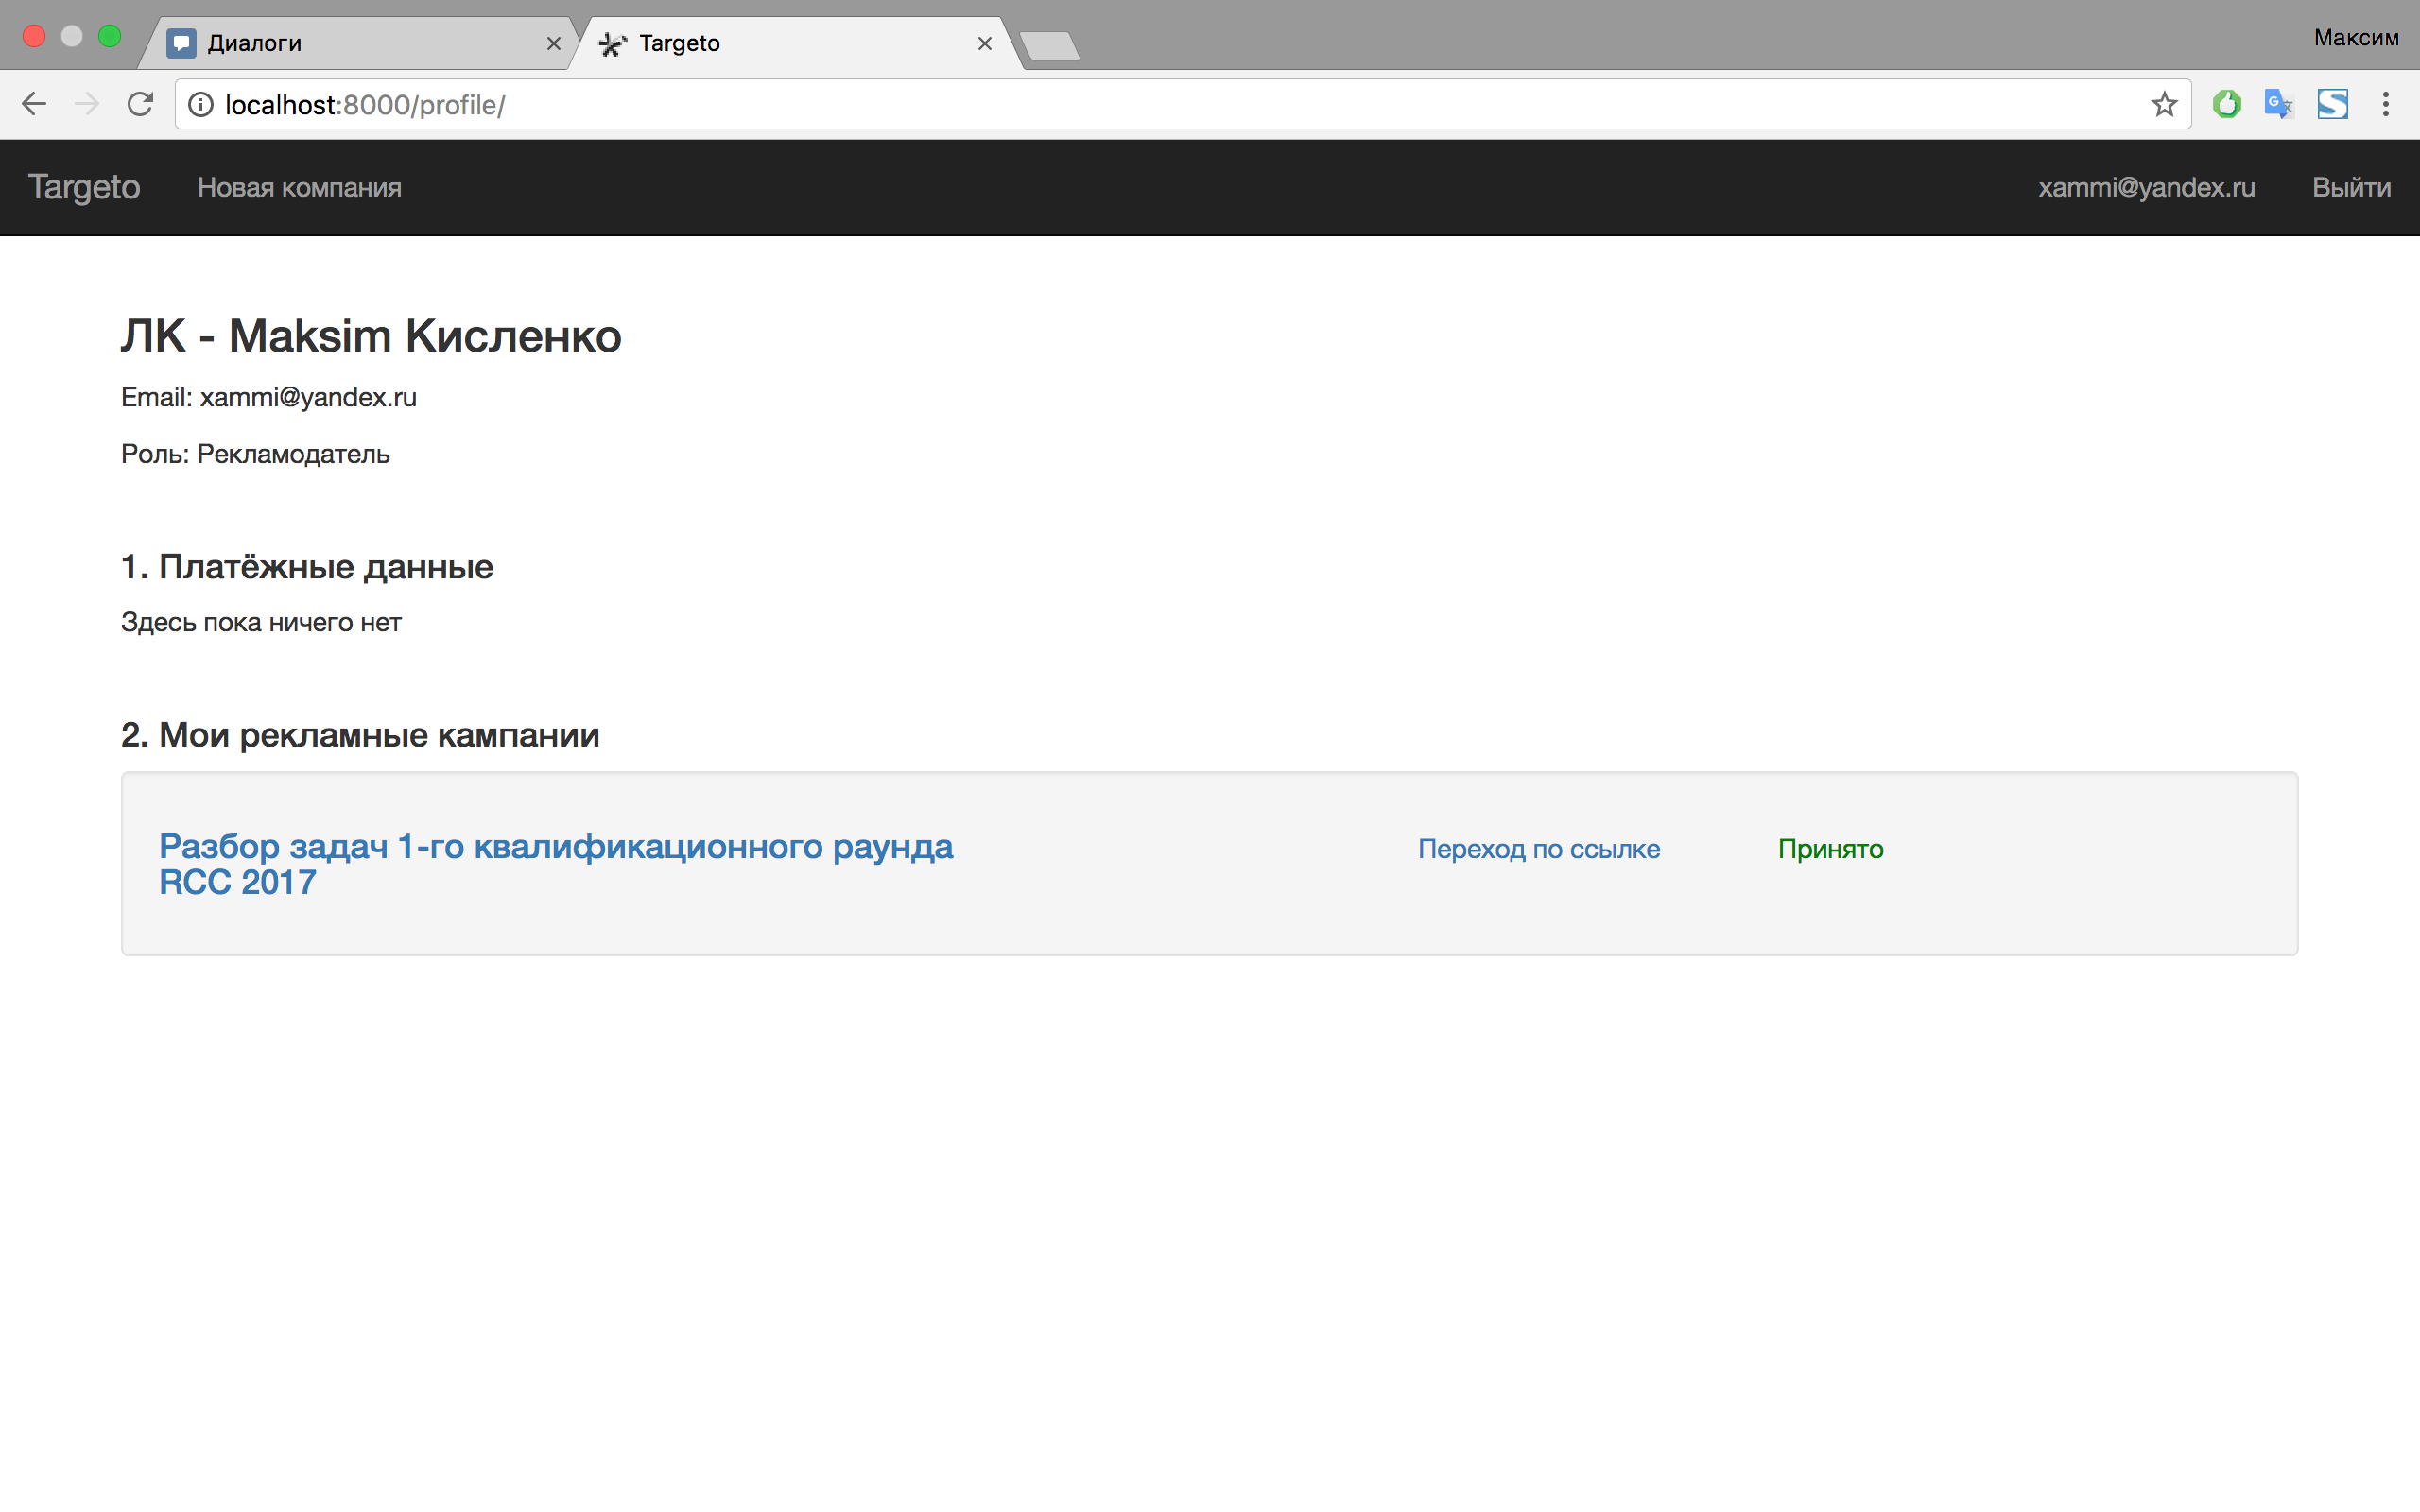 Диалоги
Targeto
Максим
localhost:8000/profile/
Targeto
Новая компания
xammi@yandex.ru
Выйти
ЛК - Maksim Кисленко
Email: xammi@yandex.ru
Роль: Рекламодатель
1. Платёжные данные
Здесь пока ничего нет
2. Мои рекламные кампании
Разбор задач 1-го квалификационного раунда
RCC 2017
Переход по ссылке
Принято